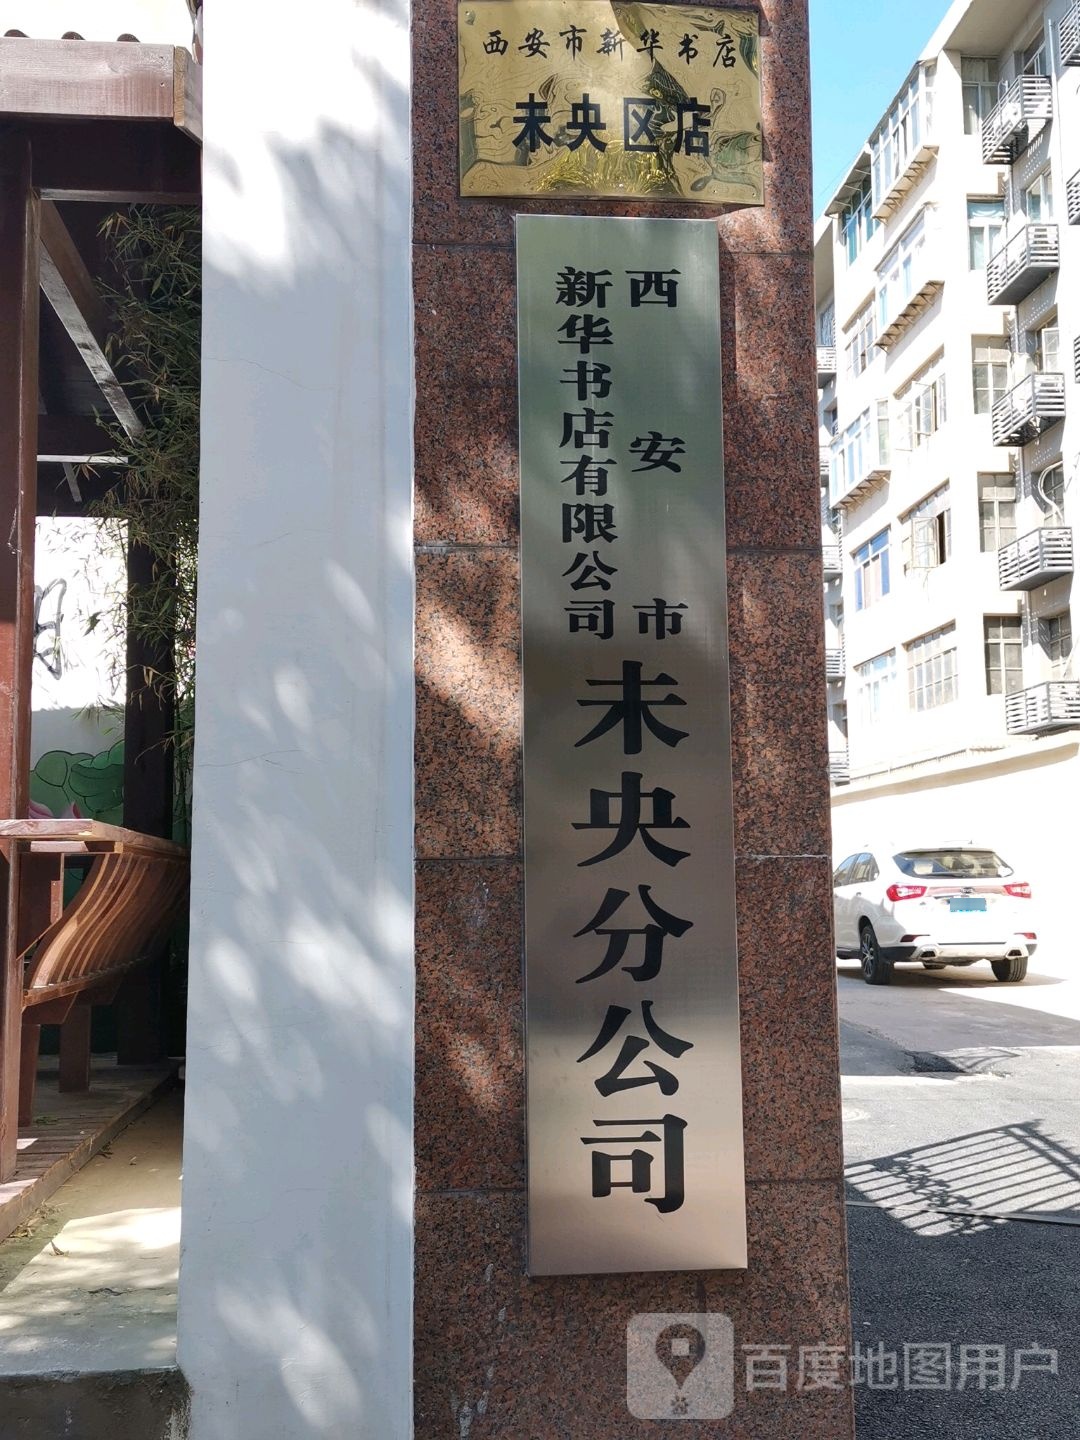 西安市新华书店
未央区店
西安市
新华书店有限公司
未央分公司
百度地图用户